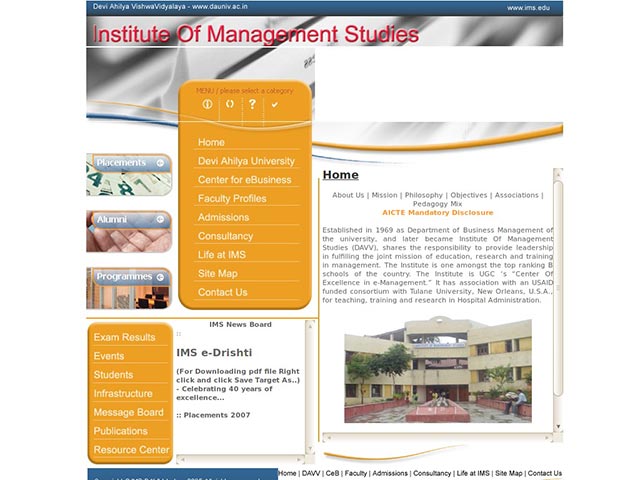 Devi Ahilya VishwaVidyalaya - www.dauniv.ac.in
www.ims.edu
Institute Of Management Studies
MENU / please select a category
Home
Devi Ahilya University
Center for eBusiness
Faculty Profiles
Admissions
Consultancy
Life at IMS
Site Map
Contact Us
Placements
Alumni
Programmes
Home
About Us | Mission | Philosophy | Objectives | Associations |
Pedagogy Mix
AICTE Mandatory Disclosure
Established in 1969 as Department of Business Management of
the university, and later became Institute Of Management
Studies (DAVV), shares the responsibility to provide leadership
in fulfilling the joint mission of education, research and training
in management. The Institute is one amongst the top ranking B
schools of the country. The Institute is UGC 's "Center Of
Excellence in e-Management." It has association with an USAID
funded consortium with Tulane University, New Orleans, U.S.A.,
for teaching, training and research in Hospital Administration.
Exam Results
Events
Students
Infrastructure
Message Board
Publications
Resource Center
IMS News Board
::
IMS e-Drishti
(For Downloading pdf file Right
click and click Save Target As..)
- Celebrating 40 years of
excellence...
:: Placements 2007
Home | DAVV | CeB | Faculty | Admissions | Consultancy | Life at IMS | Site Map | Contact Us